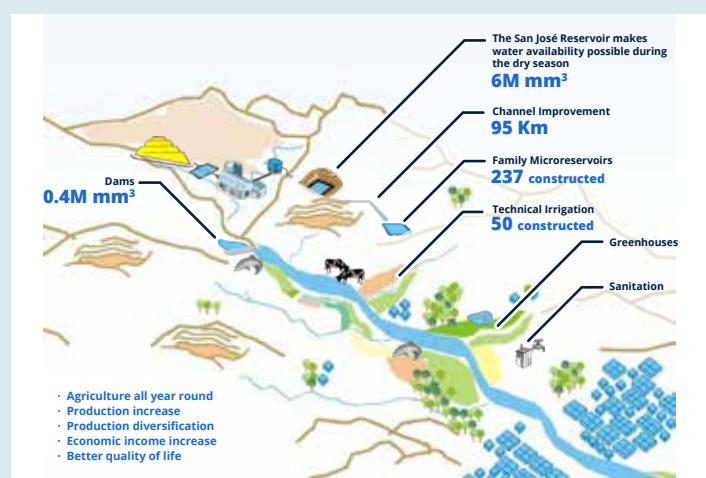 The San José Reservoir makes
water availability possible during
the dry season
6M mm³
Channel Improvement
95 Km
Family Microreservoirs
237 constructed
Dams
0.4M mm³
Technical Irrigation
50 constructed
Greenhouses
Sanitation
· Agriculture all year round
· Production increase
· Production diversification
· Economic income increase
· Better quality of life